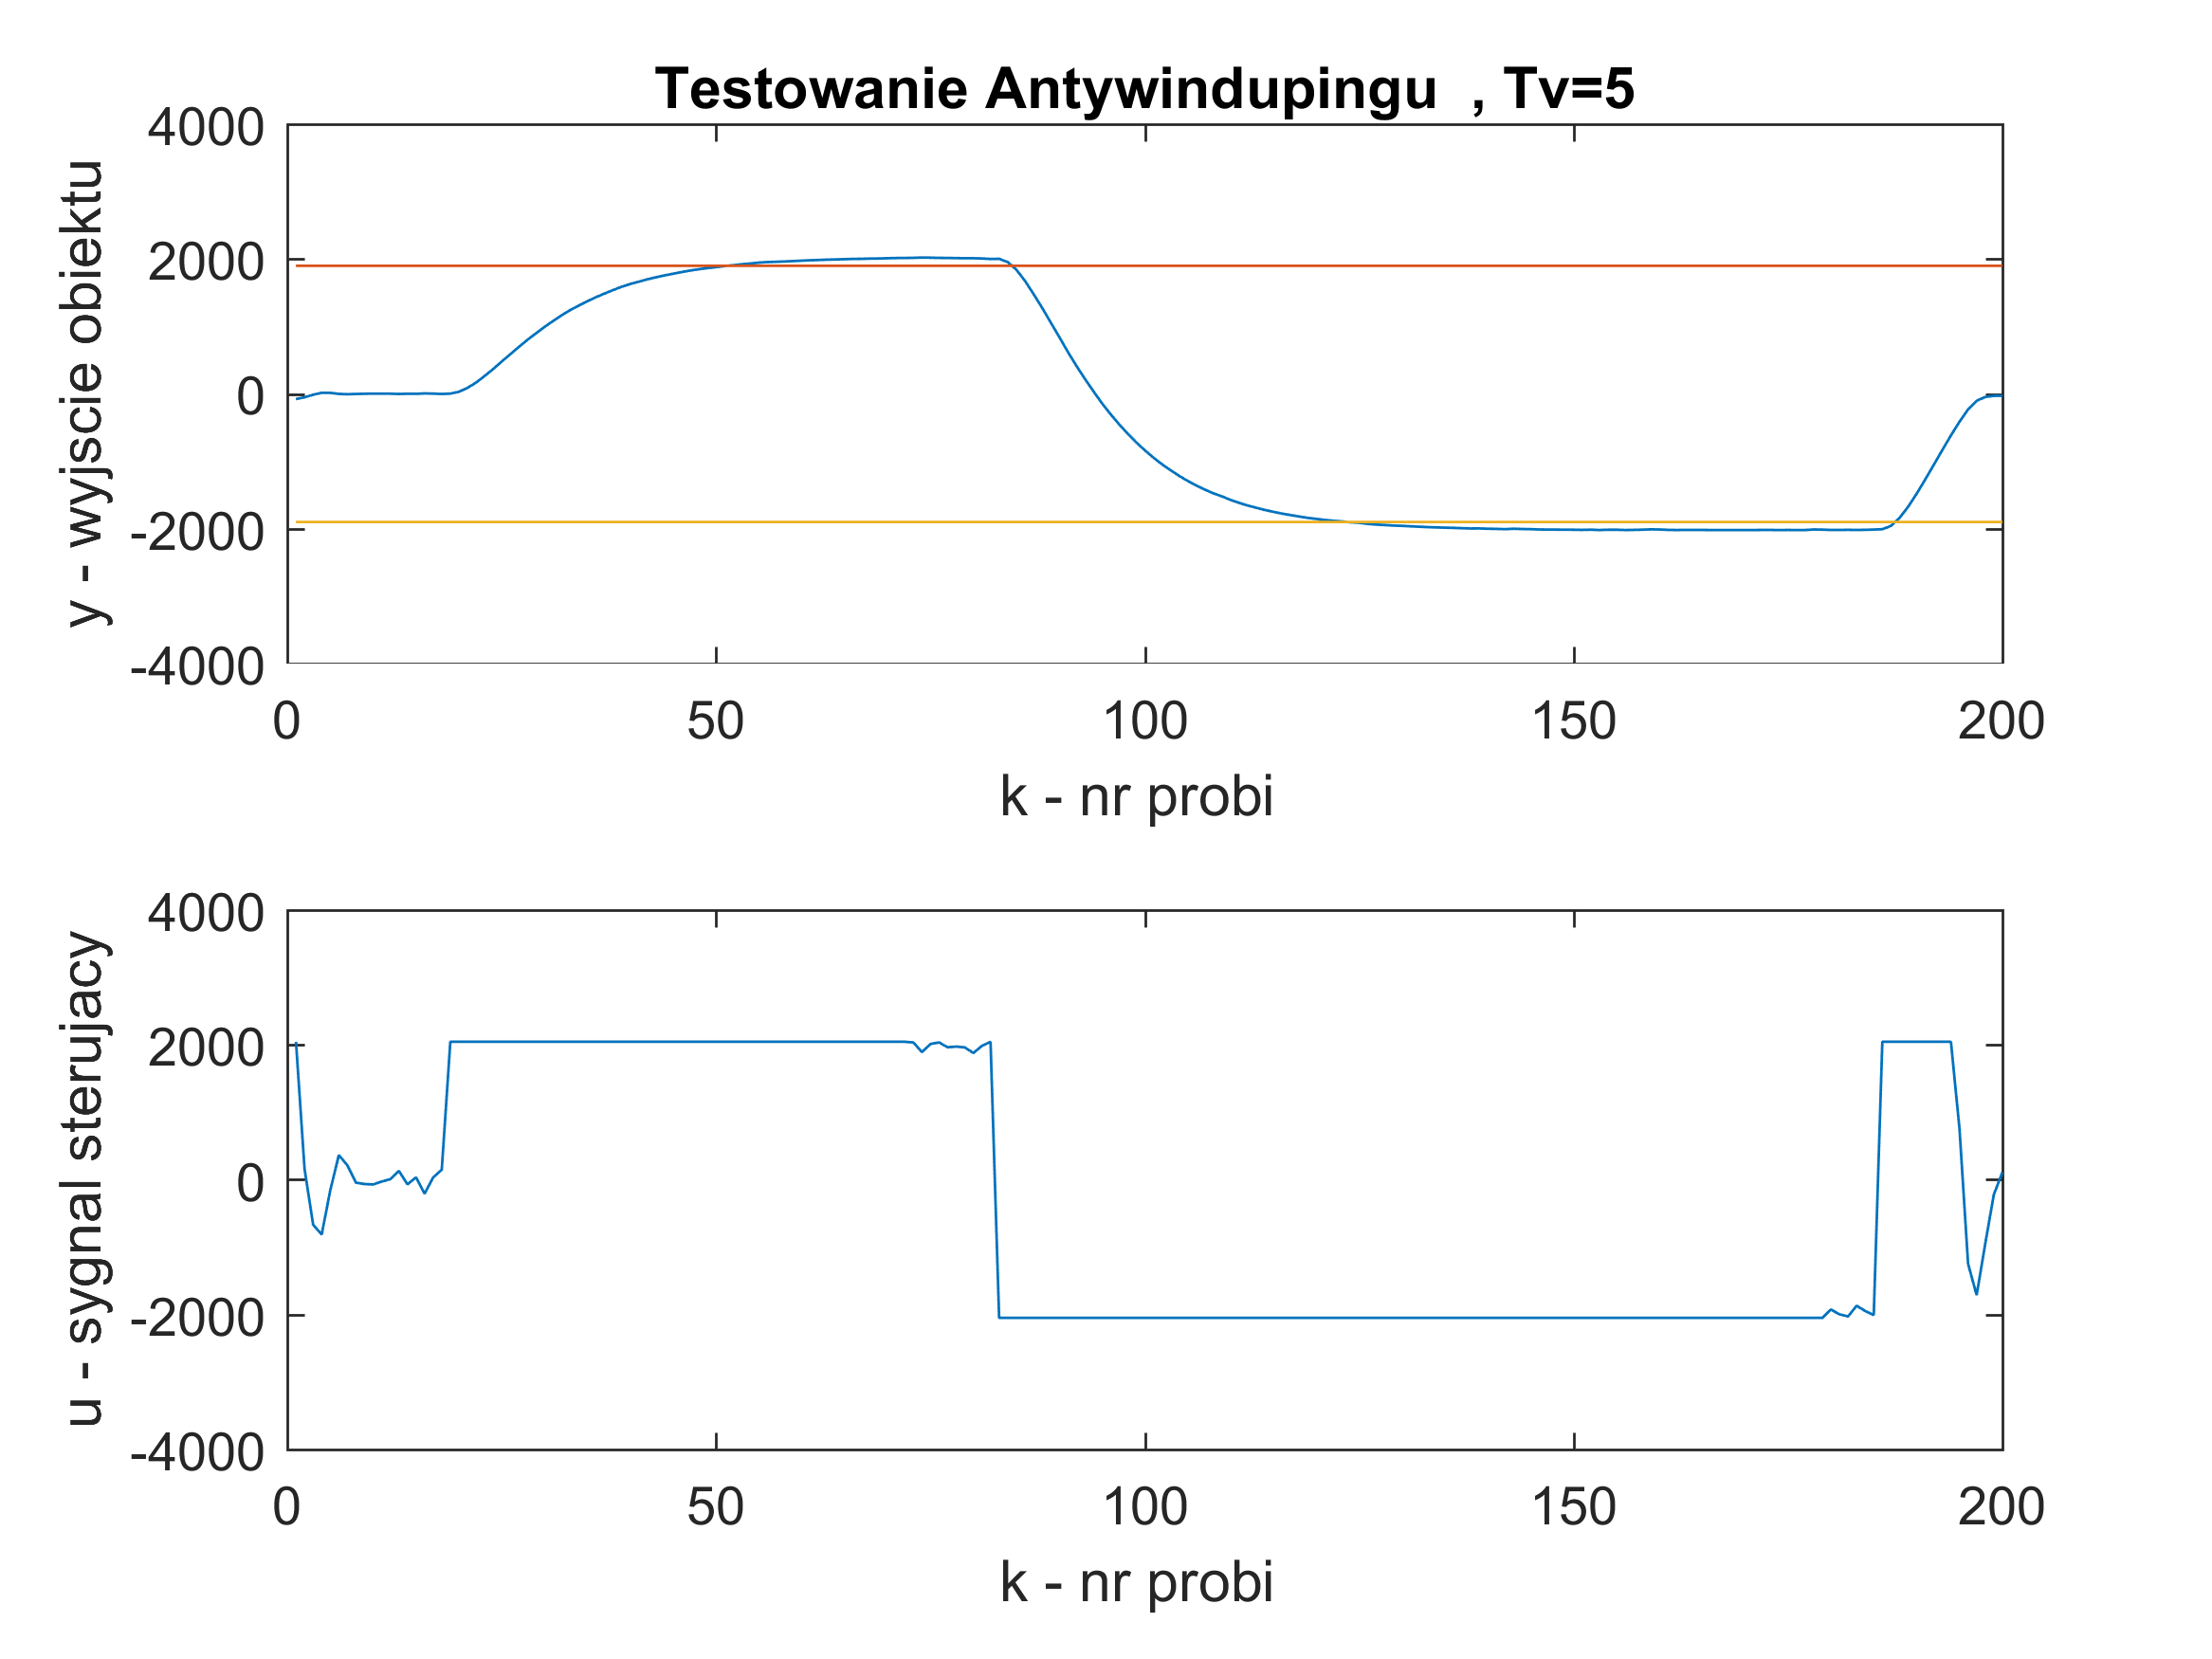 Testowanie Antywindupingu , Tv=5
y - wyjscie obiektu
4000
2000
0
-2000
-4000
0 50 100 150 200
k - nr probi
u - sygnal sterujacy
4000
2000
0
-2000
-4000
0 50 100 150 200
k - nr probi